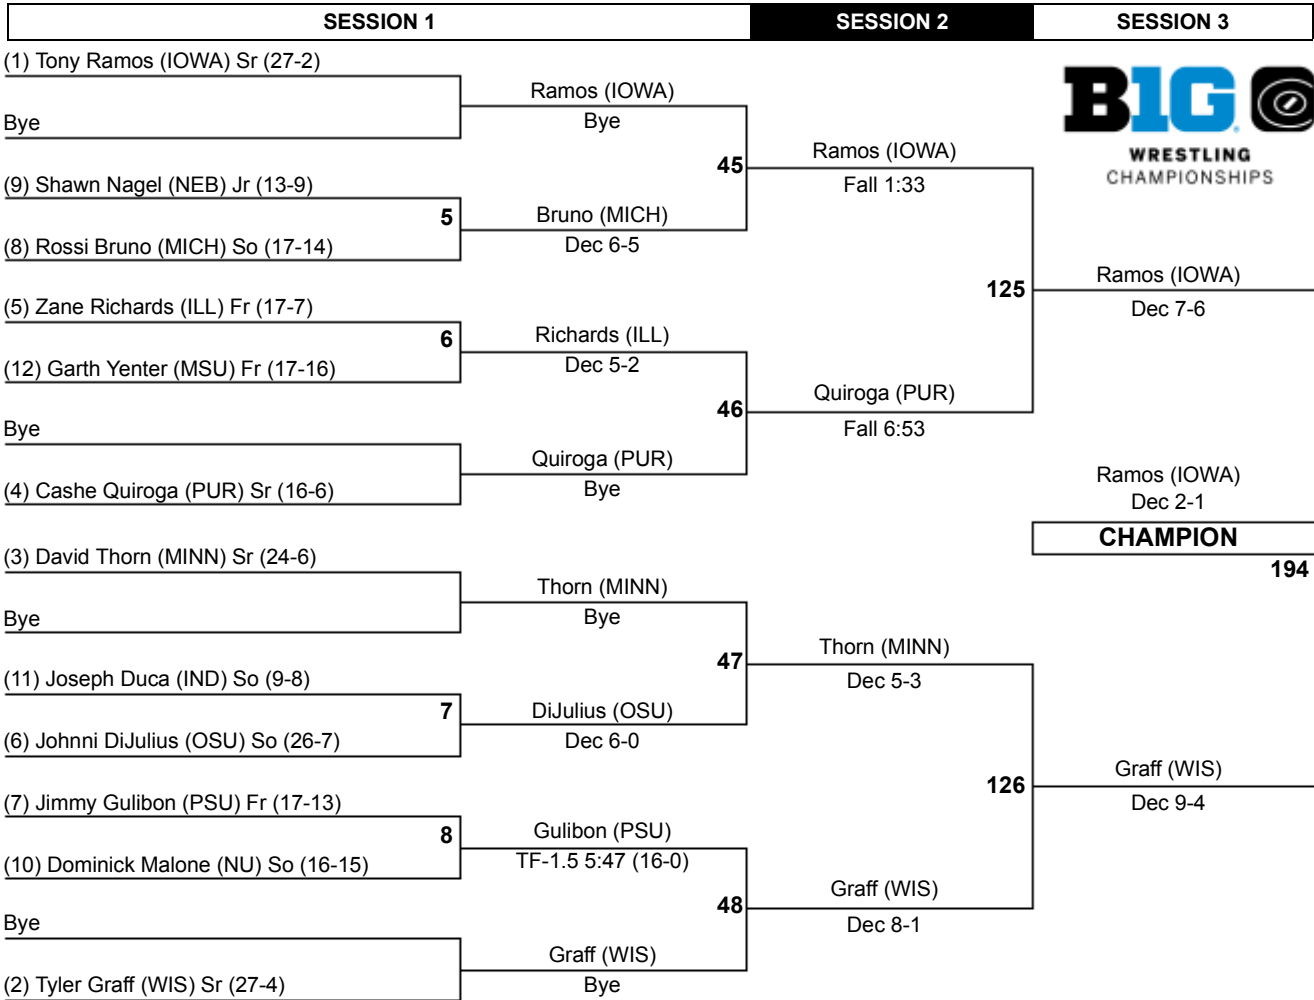 SESSION 1
SESSION 2
SESSION 3
(1) Tony Ramos (IOWA) Sr (27-2)
Bye
(9) Shawn Nagel (NEB) Jr (13-9)
5
(8) Rossi Bruno (MICH) So (17-14)
(5) Zane Richards (ILL) Fr (17-7)
6
(12) Garth Yenter (MSU) Fr (17-16)
Bye
(4) Cashe Quiroga (PUR) Sr (16-6)
(3) David Thorn (MINN) Sr (24-6)
Bye
(11) Joseph Duca (IND) So (9-8)
7
(6) Johnni DiJulius (OSU) So (26-7)
(7) Jimmy Gulibon (PSU) Fr (17-13)
8
(10) Dominick Malone (NU) So (16-15)
Bye
(2) Tyler Graff (WIS) Sr (27-4)
Ramos (IOWA)
Bye
45
Bruno (MICH)
Dec 6-5
Richards (ILL)
Dec 5-2
46
Quiroga (PUR)
Bye
Thorn (MINN)
Bye
47
DiJulius (OSU)
Dec 6-0
Gulibon (PSU)
TF-1.5 5:47 (16-0)
48
Graff (WIS)
Bye
Ramos (IOWA)
Fall 1:33
125
Quiroga (PUR)
Fall 6:53
Thorn (MINN)
Dec 5-3
126
Graff (WIS)
Dec 8-1
B1G
WRESTLING
CHAMPIONSHIPS
Ramos (IOWA)
Dec 7-6
Ramos (IOWA)
Dec 2-1
CHAMPION
194
Graff (WIS)
Dec 9-4